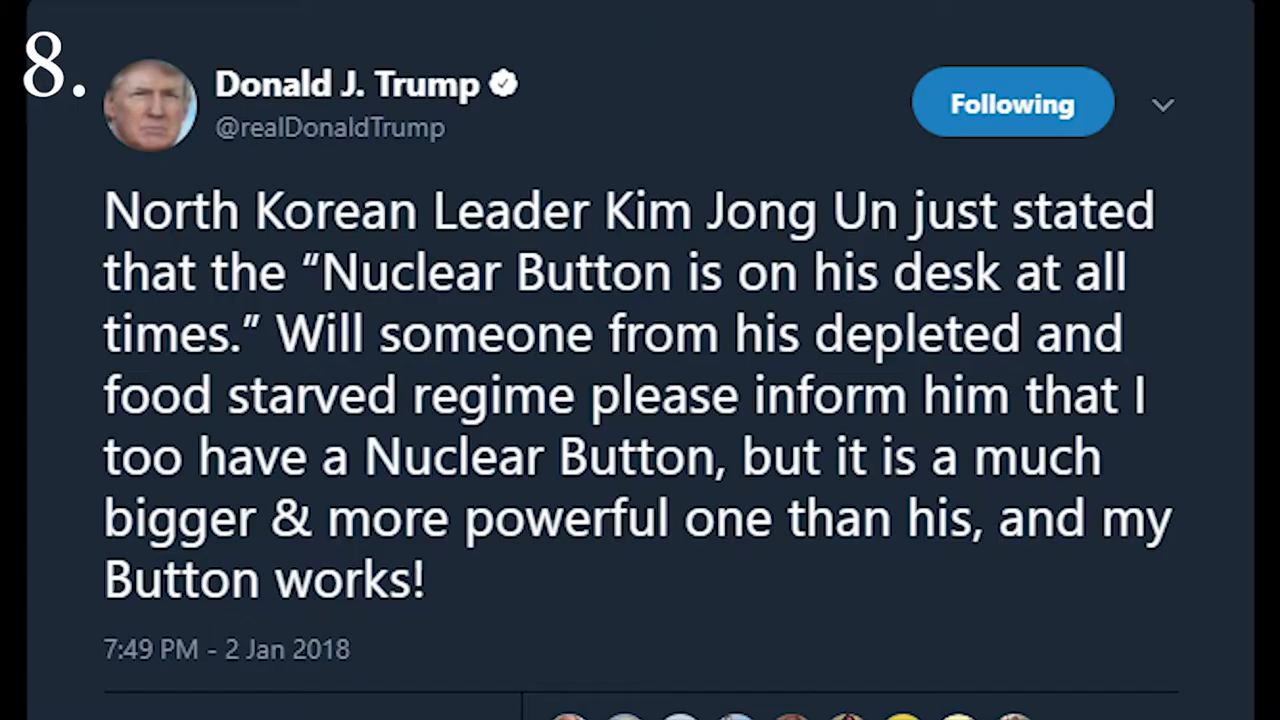 8.
Donald J. Trump
@realDonaldTrump
Following
North Korean Leader Kim Jong Un just stated
that the “Nuclear Button is on his desk at all
times.” Will someone from his depleted and
food starved regime please inform him that I
too have a Nuclear Button, but it is a much
bigger & more powerful one than his, and my
Button works!
7:49 PM - 2 Jan 2018